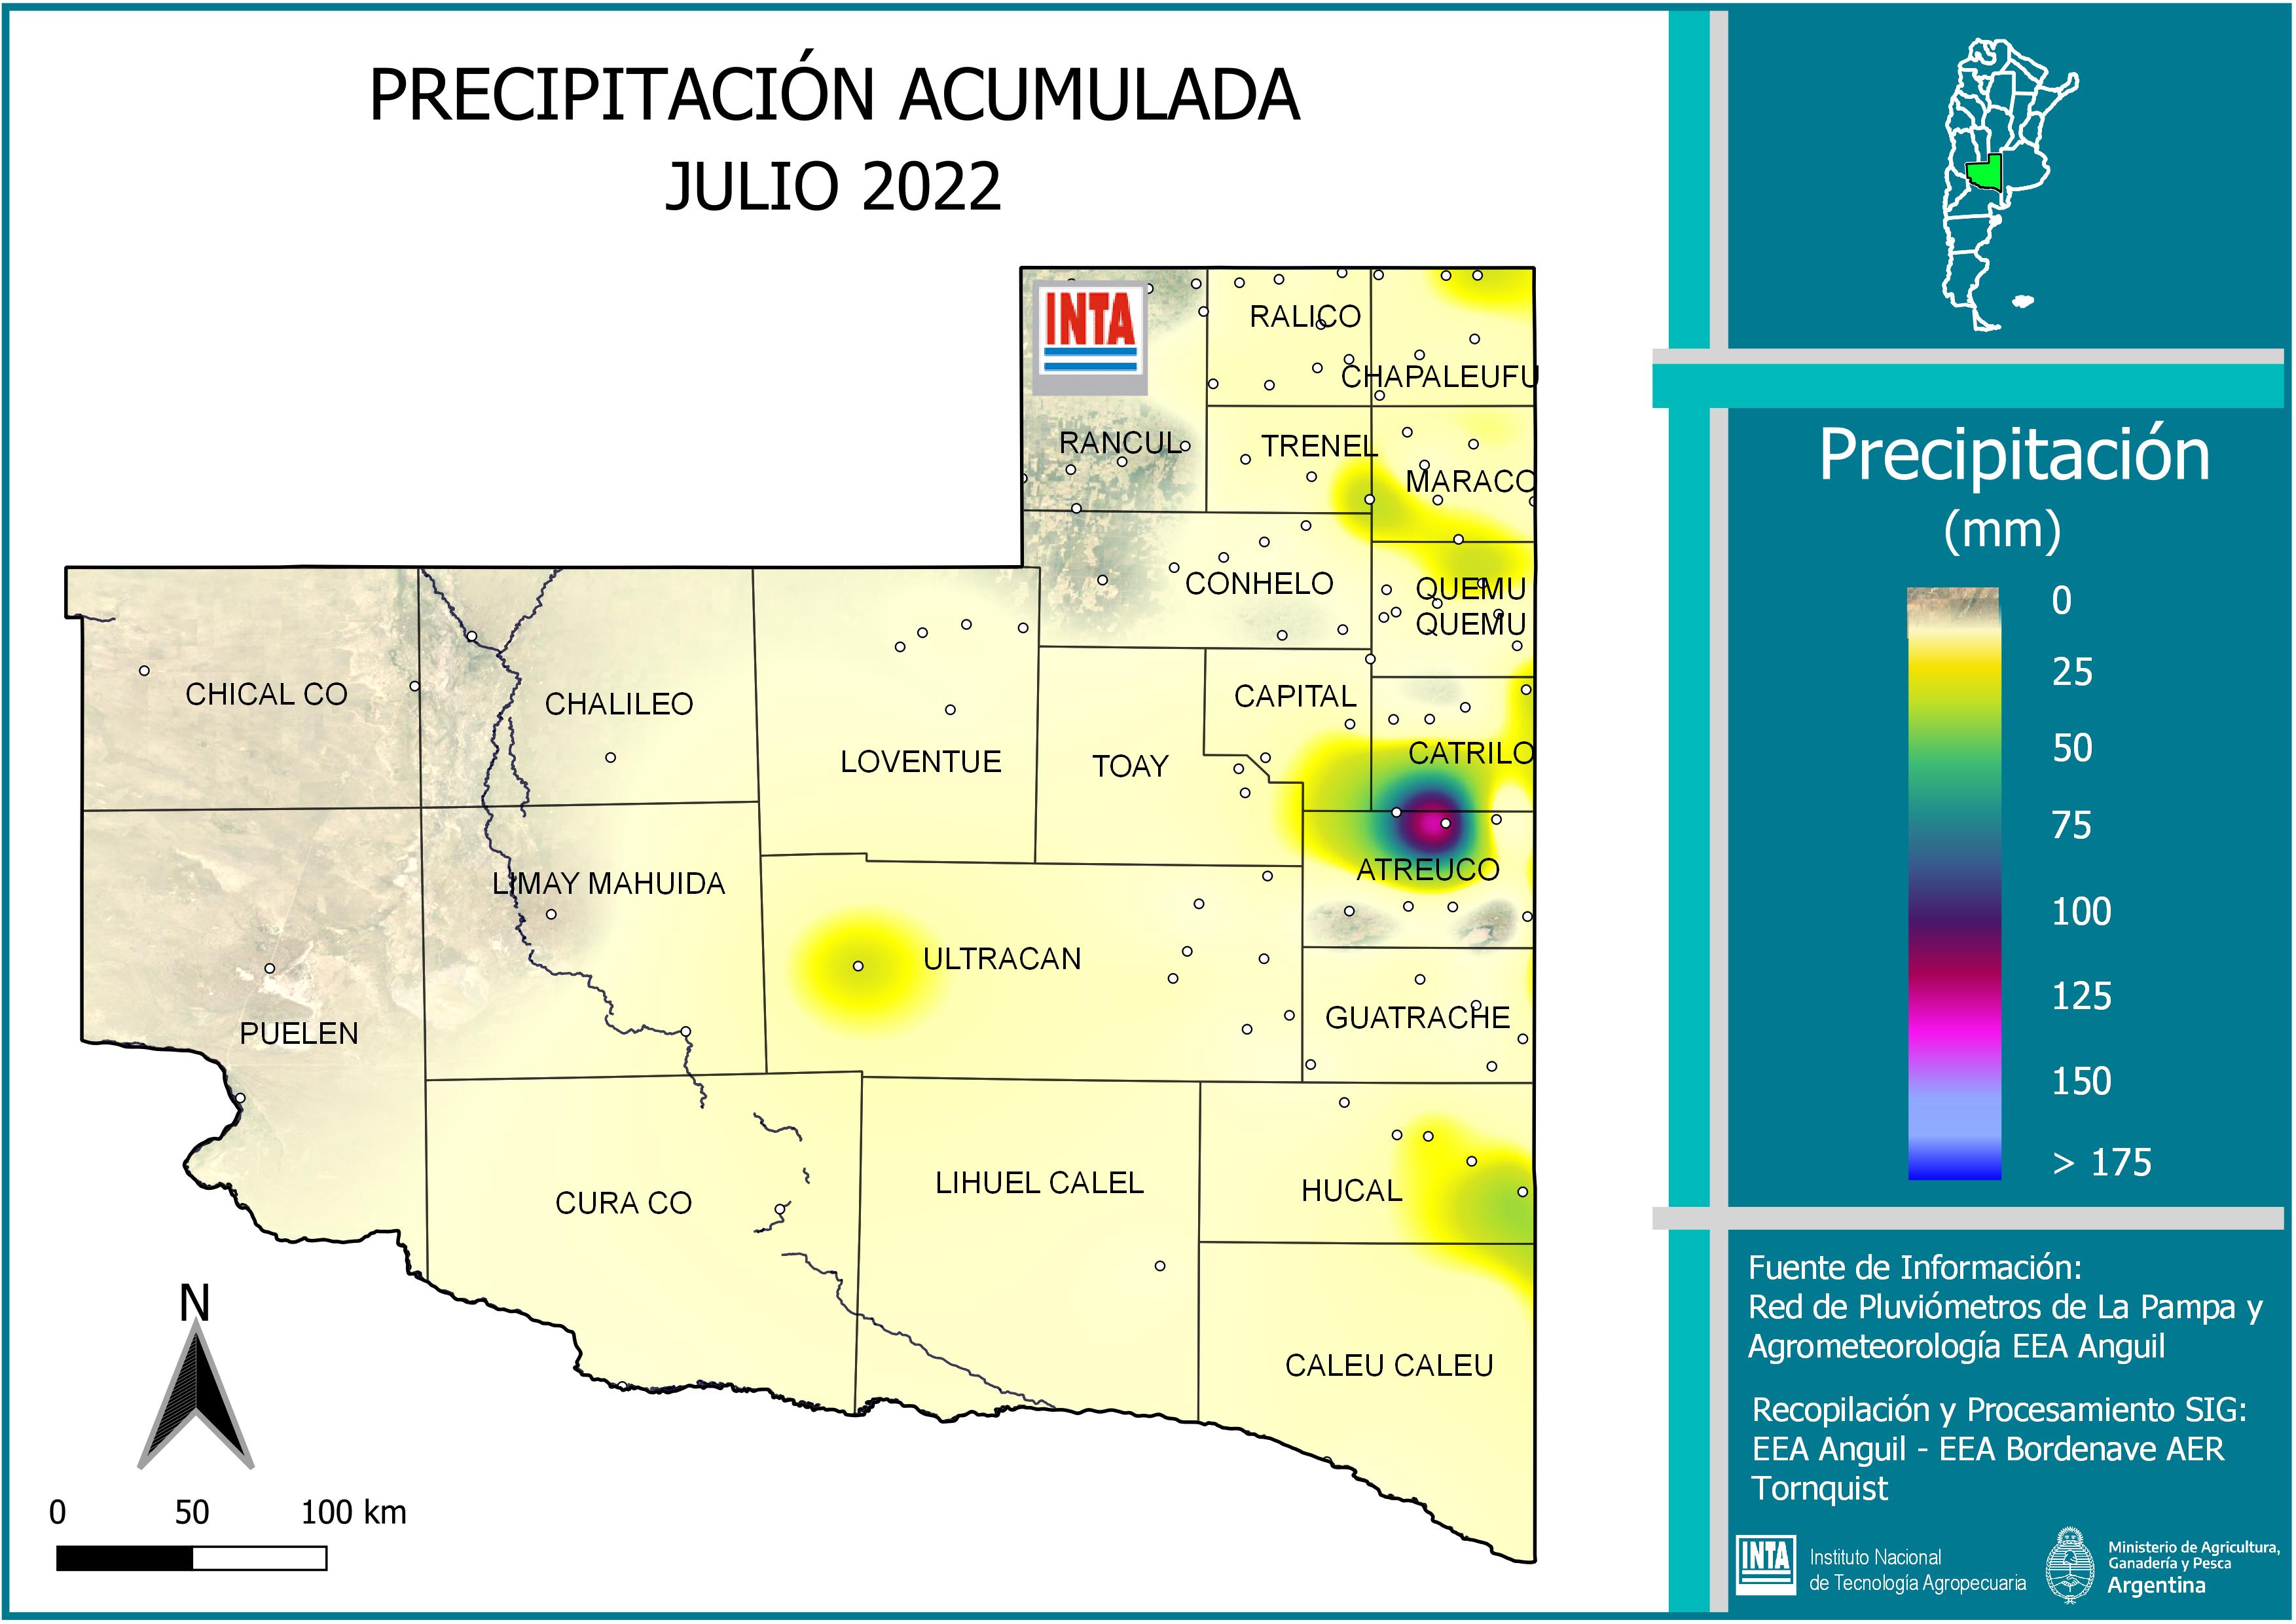 PRECIPITACIÓN ACUMULADA
JULIO 2022
INTA
RALICO
CHAPALEUFU
RANCUL
TRENEL
MARACO
CONHELO
QUEMU
QUEMU
CHICAL CO
CHALILEO
CAPITAL
LOVENTUE
TOAY
CATRILO
LIMAY MAHUIDA
ATREUCO
ULTRACAN
PUELEN
GUATRACHE
CURA CO
LIHUEL CALEL
HUCAL
CALEU CALEU
N
0 50 100 km
Precipitación
(mm)
0
25
50
75
100
125
150
> 175
Fuente de Información:
Red de Pluviómetros de La Pampa y
Agrometeorología EEA Anguil
Recopilación y Procesamiento SIG:
EEA Anguil - EEA Bordenave AER
Tornquist
INTA
Instituto Nacional
de Tecnología Agropecuaria
Ministerio de Agricultura,
Ganadería y Pesca
Argentina